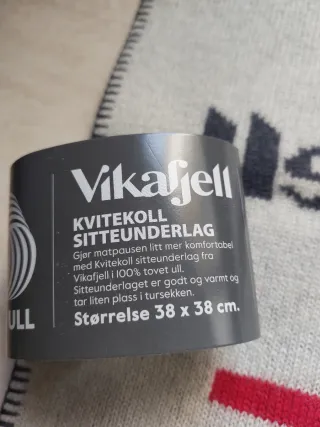 Vikafjell
KVITEKOLL
SITTEUNDERLAG
Gjør matpausen litt mer komfortabel
med Kvitekoll sitteunderlag fra
Vikafjell i 100% tovet ull.
Sitteunderlaget er godt og varmt og
tar liten plass i tursekken.
Størrelse 38 x 38 cm.
ULL